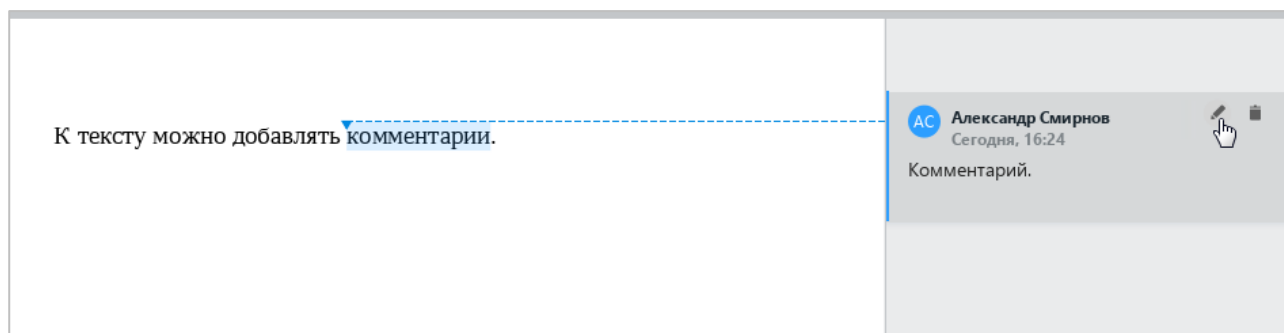 К тексту можно добавлять комментарии.
АС
Александр Смирнов
Сегодня, 16:24
Комментарий.